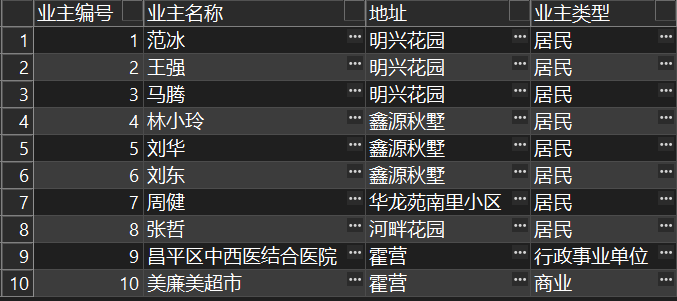 业主编号 业主名称 地址 业主类型
1 1 范冰 ... 明兴花园 ... 居民 ...
2 2 王强 ... 明兴花园 ... 居民 ...
3 3 马腾 ... 明兴花园 ... 居民 ...
4 4 林小玲 ... 鑫源秋墅 ... 居民 ...
5 5 刘华 ... 鑫源秋墅 ... 居民 ...
6 6 刘东 ... 鑫源秋墅 ... 居民 ...
7 7 周健 ... 华龙苑南里小区 ... 居民 ...
8 8 张哲 ... 河畔花园 ... 居民 ...
9 9 昌平区中西医结合医院 ... 霍营 ... 行政事业单位 ...
10 10 美廉美超市 ... 霍营 ... 商业 ...